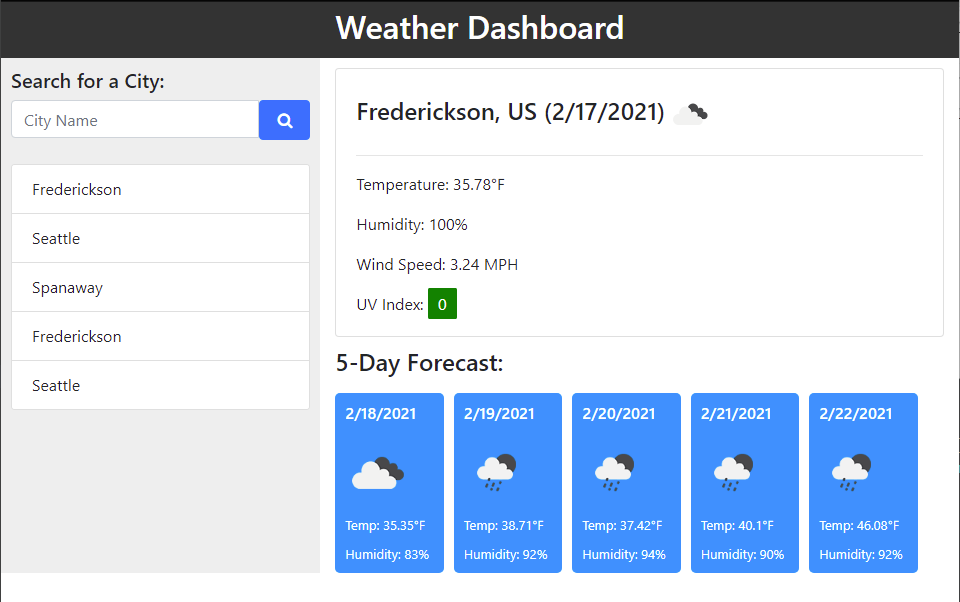 Weather Dashboard
Search for a City:
City Name
Frederickson
Seattle
Spanaway
Frederickson
Seattle
Frederickson, US (2/17/2021)
Temperature: 35.78°F
Humidity: 100%
Wind Speed: 3.24 MPH
UV Index: 0
5-Day Forecast:
2/18/2021
Temp: 35.35°F
Humidity: 83%
2/19/2021
Temp: 38.71°F
Humidity: 92%
2/20/2021
Temp: 37.42°F
Humidity: 94%
2/21/2021
Temp: 40.1°F
Humidity: 90%
2/22/2021
Temp: 46.08°F
Humidity: 92%